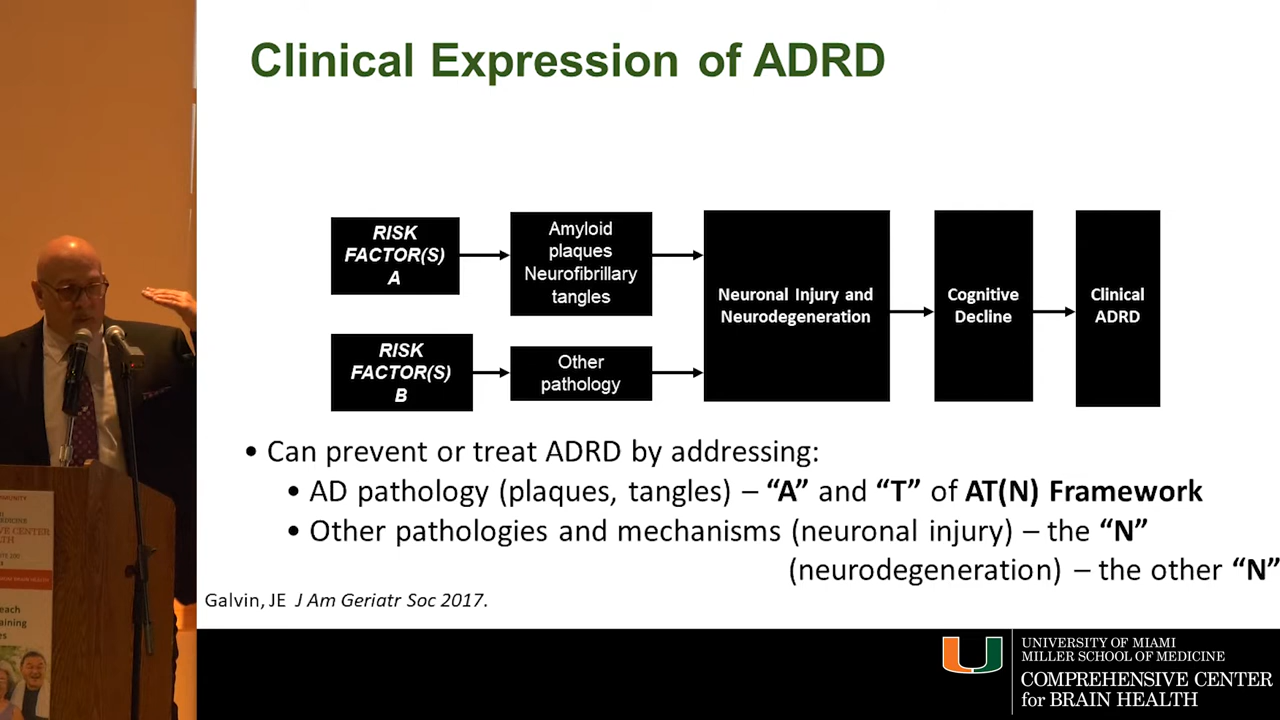 Clinical Expression of ADRD
RISK
FACTOR(S)
A
Amyloid
plaques
Neurofibrillary
tangles
RISK
FACTOR(S)
B
Other
pathology
Neuronal Injury and
Neurodegeneration
Cognitive
Decline
Clinical
ADRD
• Can prevent or treat ADRD by addressing:
• AD pathology (plaques, tangles) – “A” and “T” of AT(N) Framework
• Other pathologies and mechanisms (neuronal injury) – the “N”
(neurodegeneration) – the other “N”
Galvin, JE J Am Geriatr Soc 2017.
UNIVERSITY OF MIAMI
MILLER SCHOOL OF MEDICINE
COMPREHENSIVE CENTER
for BRAIN HEALTH